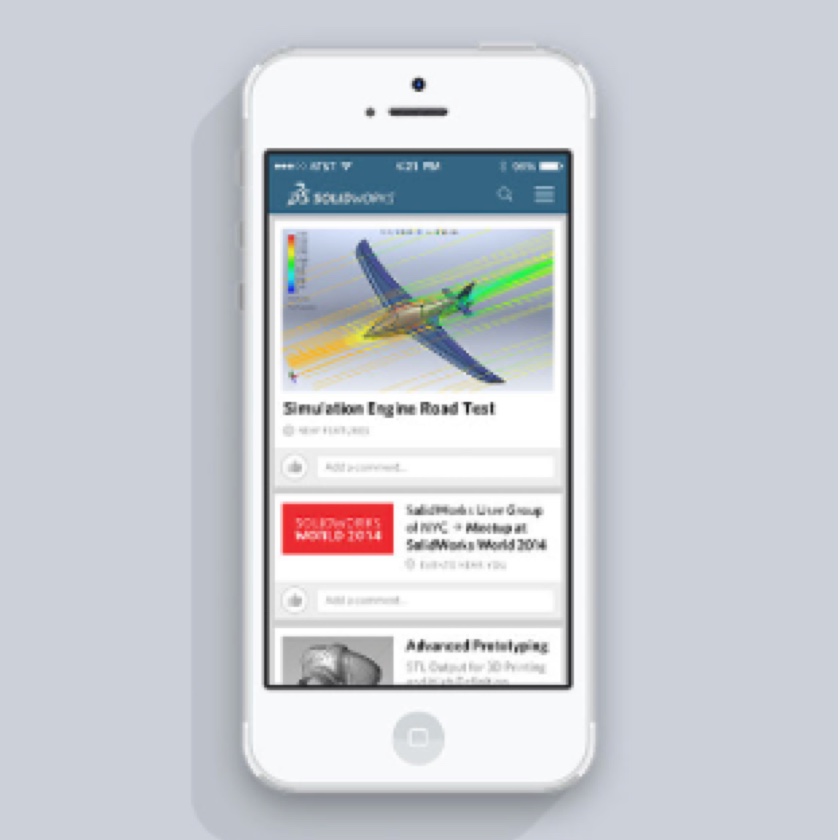 AT&T 4:21 PM
SOLIDWORKS
Simulation Engine Road Test
NEW FEATURES
Add a comment...
SOLIDWORKS
WORLD 2014
SolidWorks User Group
of NYC → Meetup at
SolidWorks World 2014
EVENTS NEAR YOU
Add a comment...
Advanced Prototyping
STL Output for 3D Printing
and High Definition